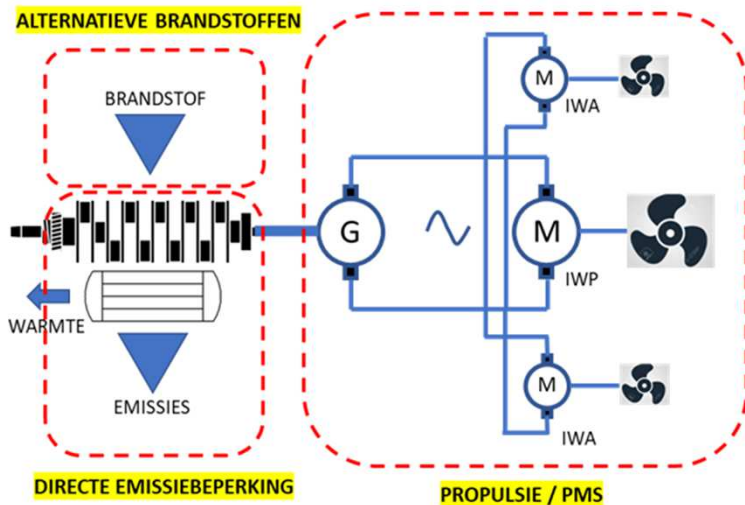 ALTERNATIEVE BRANDSTOFFEN
BRANDSTOF
WARMTE
EMISSIES
DIRECTE EMISSIEBEPERKING
G
M
IWA
M
IWP
M
IWA
PROPULSIE / PMS